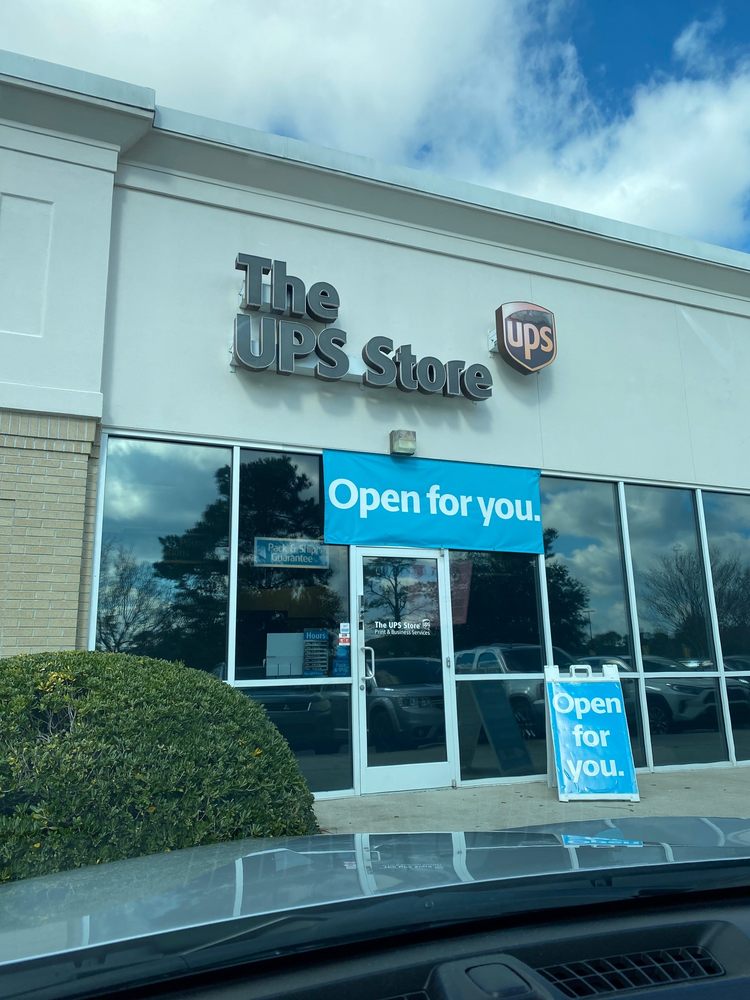 The
UPS Store
ups
Open for you.
Pack & Ship
Guarantee
The UPS Store
Print & Business Services
Hours
Open
for
you.